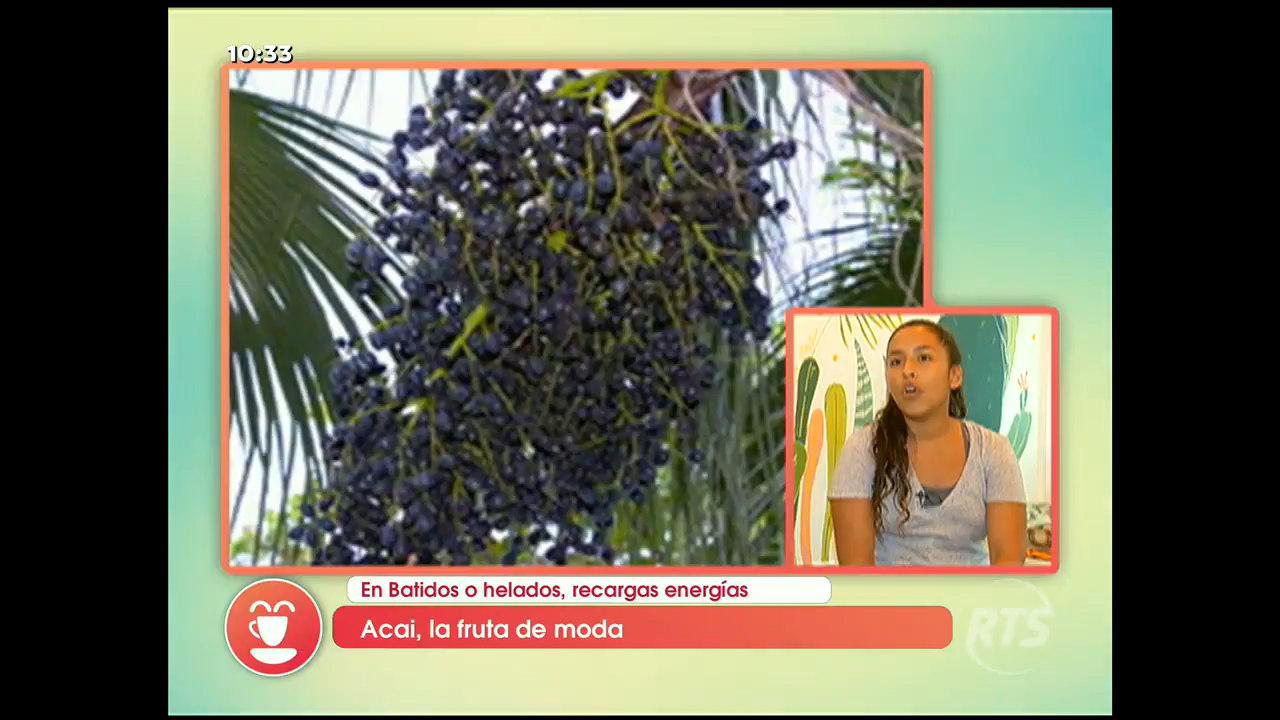 10:33
En Batidos o helados, recargas energías
Acai, la fruta de moda
RTS